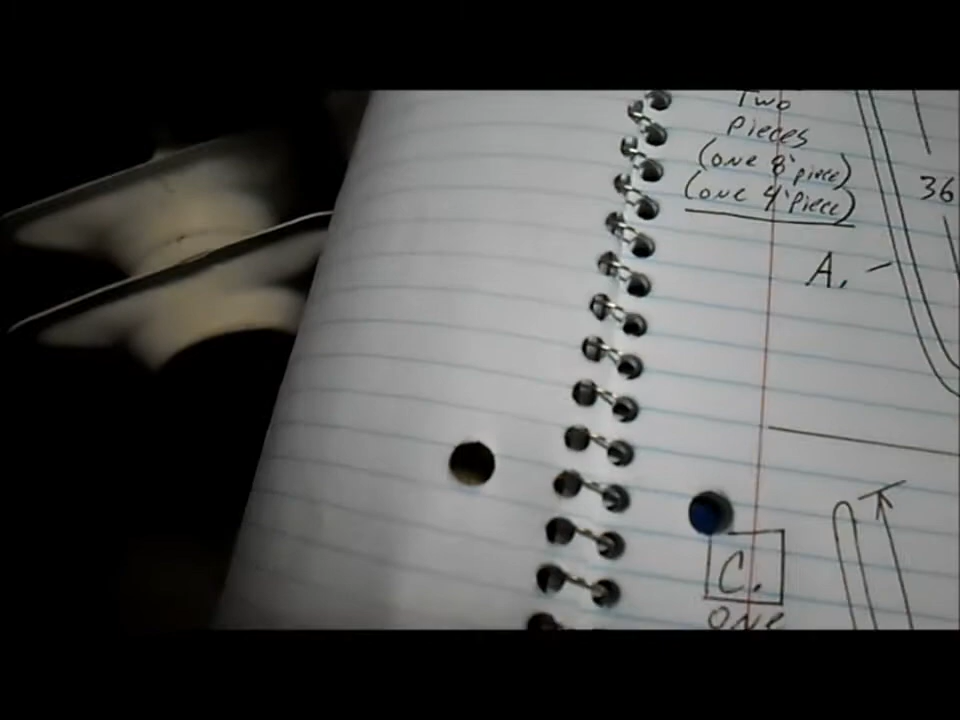 Two
Pieces
(one 8' piece)
(one 4' piece)
36
A.
C.
ONE